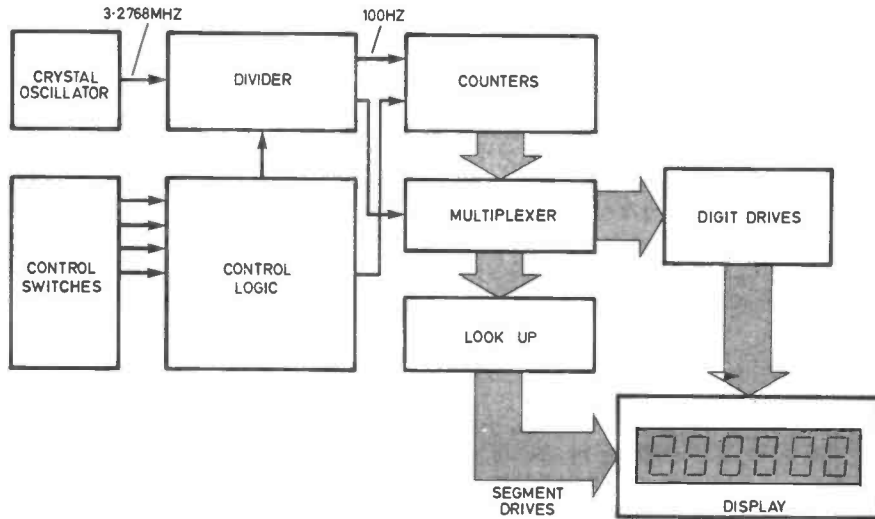 3·2768MHZ
100HZ
CRYSTAL
OSCILLATOR
DIVIDER
COUNTERS
CONTROL
SWITCHES
CONTROL
LOGIC
MULTIPLEXER
DIGIT DRIVES
LOOK UP
SEGMENT
DRIVES
DISPLAY